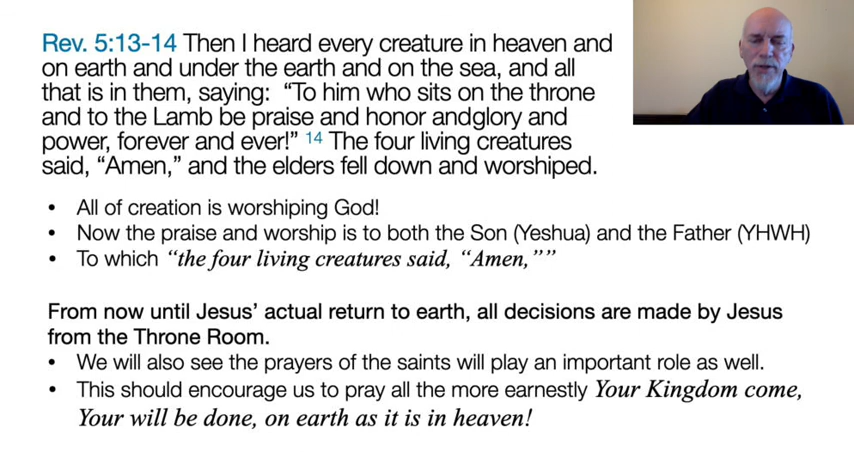 Rev. 5:13-14 Then I heard every creature in heaven and
on earth and under the earth and on the sea, and all
that is in them, saying: “To him who sits on the throne
and to the Lamb be praise and honor andglory and
power, forever and ever!” 14 The four living creatures
said, “Amen,” and the elders fell down and worshiped.
• All of creation is worshiping God!
• Now the praise and worship is to both the Son (Yeshua) and the Father (YHWH)
• To which “the four living creatures said, “Amen,””
From now until Jesus’ actual return to earth, all decisions are made by Jesus
from the Throne Room.
• We will also see the prayers of the saints will play an important role as well.
• This should encourage us to pray all the more earnestly Your Kingdom come,
Your will be done, on earth as it is in heaven!